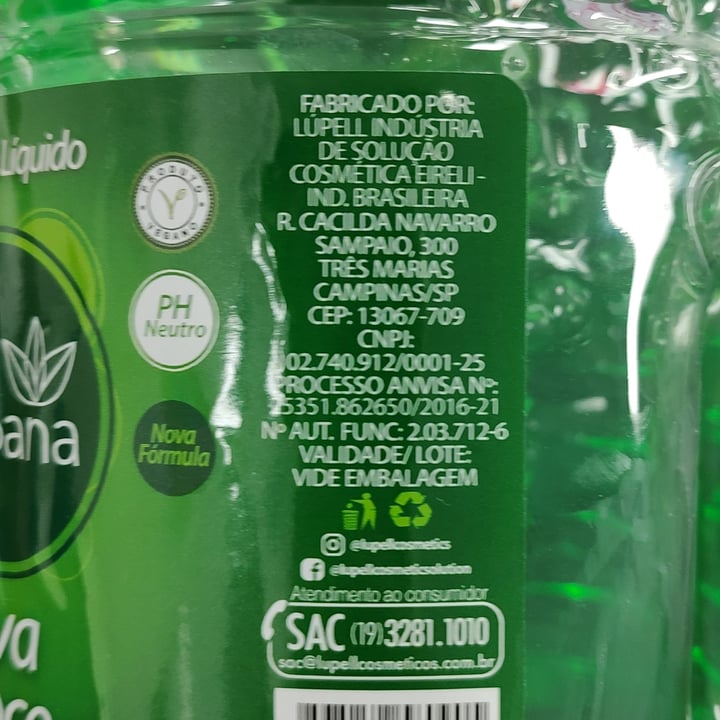 Líquido
PRODUTO
VEGANO
PH
Neutro
Nova
Fórmula
FABRICADO POR:
LÚPELL INDÚSTRIA
DE SOLUÇÃO
COSMÉTICA EIRELI -
IND. BRASILEIRA
R. CACILDA NAVARRO
SAMPAIO, 300
TRÊS MARIAS
CAMPINAS/SP
CEP: 13067-709
CNPJ:
02.740.912/0001-25
PROCESSO ANVISA Nº:
25351.862650/2016-21
Nº AUT. FUNC: 2.03.712-6
VALIDADE/ LOTE:
VIDE EMBALAGEM
@lupellcosmetics
@lupellcosmeticsolution
Atendimento ao consumidor
SAC (19) 3281.1010
sac@lupellcosmeticos.com.br